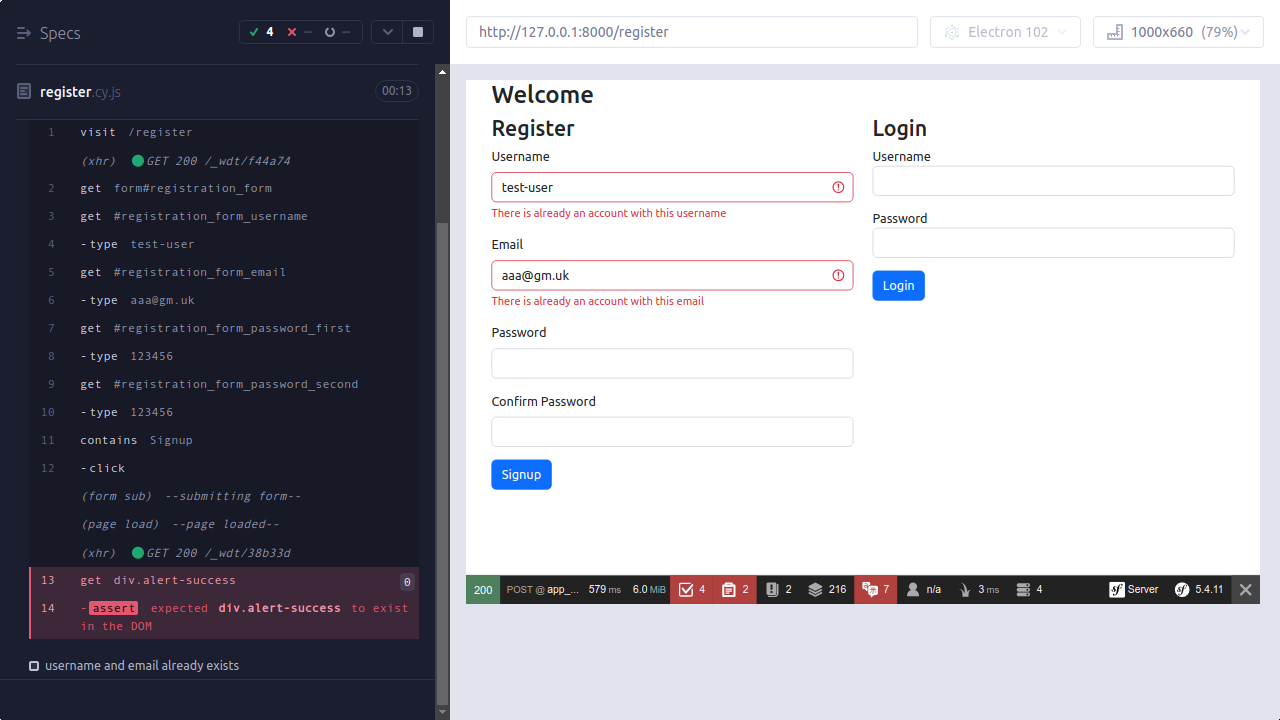 Specs
4 -- --
register.cy.js
00:13
1 visit /register
(xhr) GET 200 /_wdt/f44a74
2 get form#registration_form
3 get #registration_form_username
4 -type test-user
5 get #registration_form_email
6 -type aaa@gm.uk
7 get #registration_form_password_first
8 -type 123456
9 get #registration_form_password_second
10 -type 123456
11 contains Signup
12 -click
(form sub) --submitting form--
(page load) --page loaded--
(xhr) GET 200 /_wdt/38b33d
13 get div.alert-success 0
14 -assert expected div.alert-success to exist
in the DOM
username and email already exists
http://127.0.0.1:8000/register
Electron 102
1000x660 (79%)
Welcome
Register
Username
test-user
There is already an account with this username
Email
aaa@gm.uk
There is already an account with this email
Password
Confirm Password
Signup
Login
Username
Password
Login
200 POST @ app_... 579 ms 6.0 MiB 4 2 2 216 7 n/a 3 ms 4 Server 5.4.11